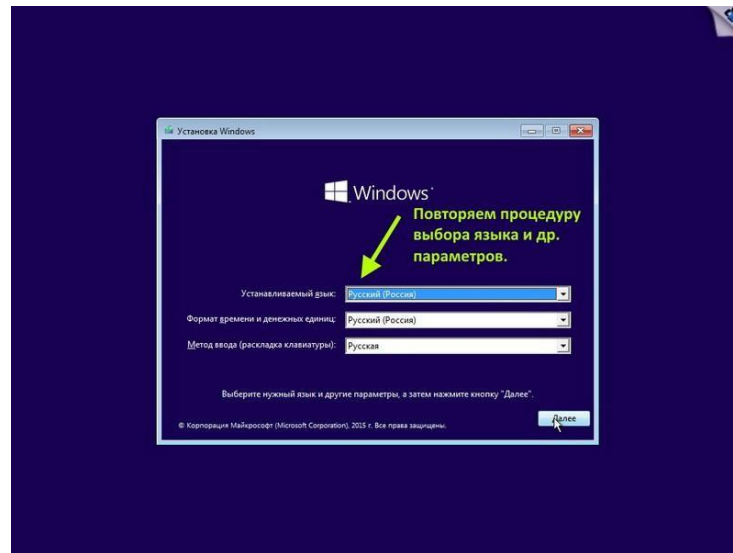 Установка Windows
Windows
Повторяем процедуру
выбора языка и др.
параметров.
Устанавливаемый язык: Русский (Россия)
Формат времени и денежных единиц: Русский (Россия)
Метод ввода (раскладка клавиатуры): Русская
Выберите нужный язык и другие параметры, а затем нажмите кнопку "Далее".
© Корпорация Майкрософт (Microsoft Corporation), 2015 г. Все права защищены.
Далее